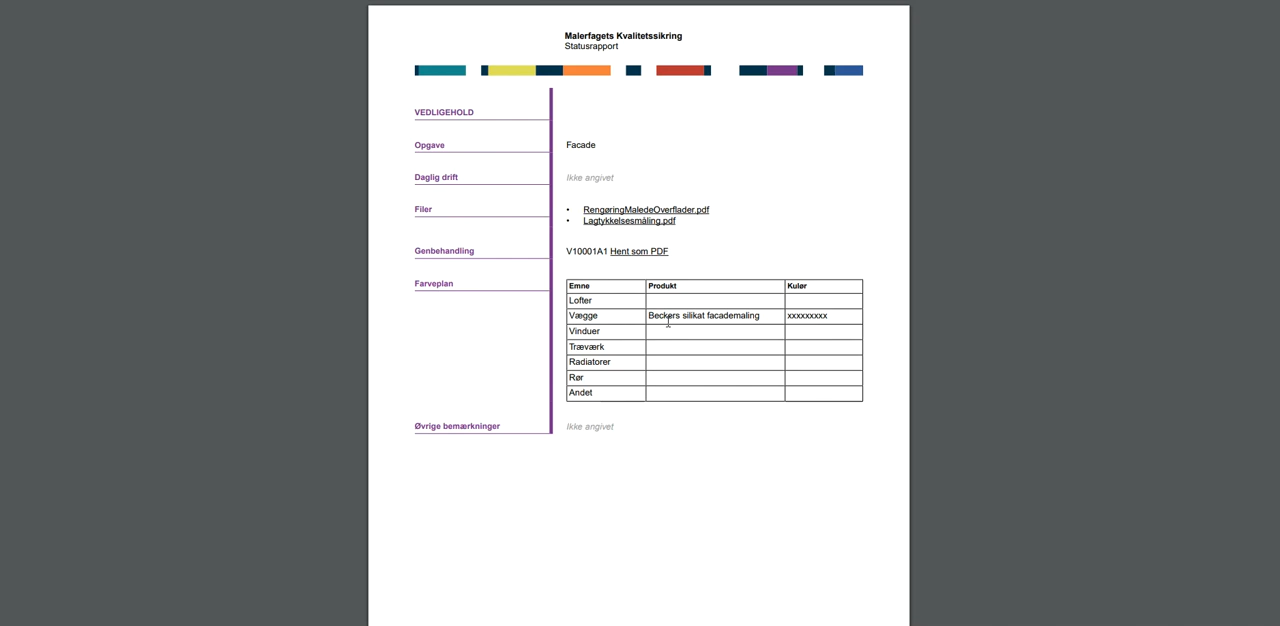 Malerfagets Kvalitetssikring
Statusrapport
VEDLIGEHOLD
Opgave Facade
Daglig drift Ikke angivet
Filer • RengøringMaledeOverflader.pdf
• Lagtykkelsesmåling.pdf
Genbehandling V10001A1 Hent som PDF
Farveplan
Emne Produkt Kulør
Lofter
Vægge Beckers silikat facademaling xxxxxxxxx
Vinduer
Træværk
Radiatorer
Rør
Andet
Øvrige bemærkninger Ikke angivet